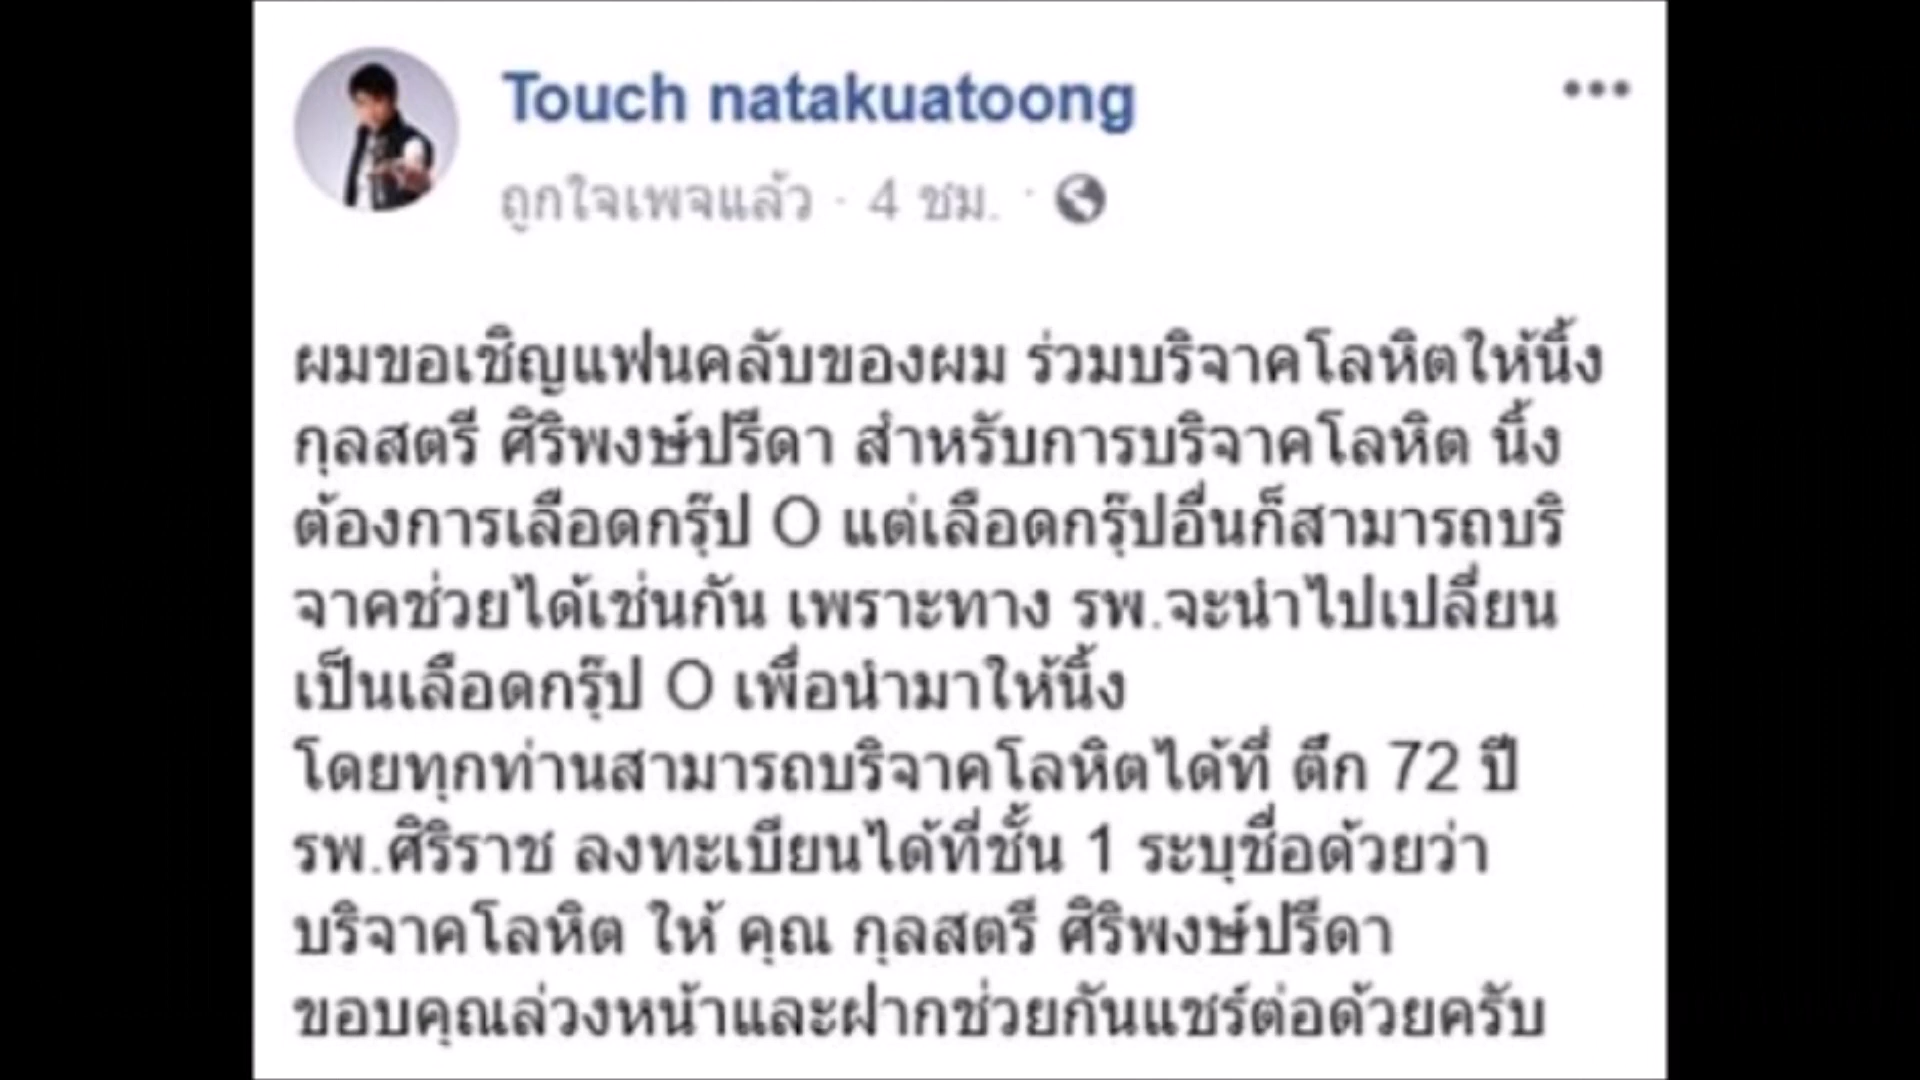 Touch natakuatoong
ถูกใจเพจแล้ว · 4 ชม. ·
ผมขอเชิญแฟนคลับของผม ร่วมบริจาคโลหิตให้นิ้ง
กุลสตรี ศิริพงษ์ปรีดา สำหรับการบริจาคโลหิต นิ้ง
ต้องการเลือดกรุ๊ป O แต่เลือดกรุ๊ปอื่นก็สามารถบริ
จาคช่วยได้เช่นกัน เพราะทาง รพ.จะนำไปเปลี่ยน
เป็นเลือดกรุ๊ป O เพื่อนำมาให้นิ้ง
โดยทุกท่านสามารถบริจาคโลหิตได้ที่ ตึก 72 ปี
รพ.ศิริราช ลงทะเบียนได้ที่ชั้น 1 ระบุชื่อด้วยว่า
บริจาคโลหิต ให้ คุณ กุลสตรี ศิริพงษ์ปรีดา
ขอบคุณล่วงหน้าและฝากช่วยกันแชร์ต่อด้วยครับ